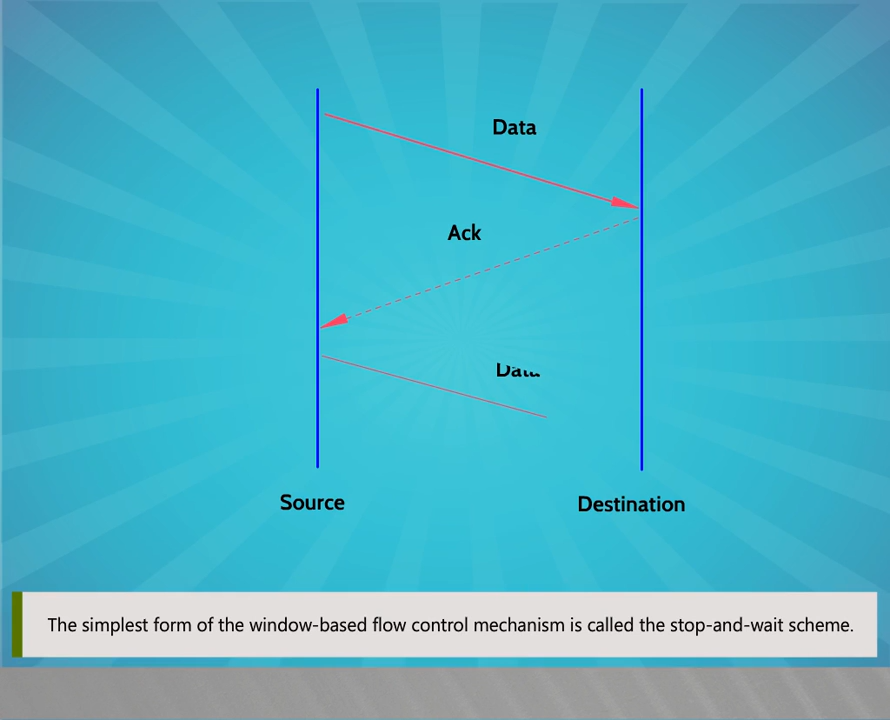 Data
Ack
Data
Source
Destination
The simplest form of the window-based flow control mechanism is called the stop-and-wait scheme.